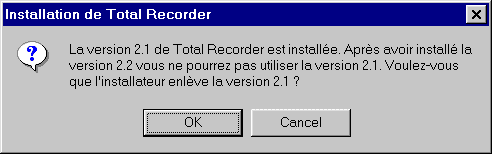 Installation de Total Recorder
La version 2.1 de Total Recorder est installée. Après avoir installé la
version 2.2 vous ne pourrez pas utiliser la version 2.1. Voulez-vous
que l'installateur enlève la version 2.1 ?
OK
Cancel